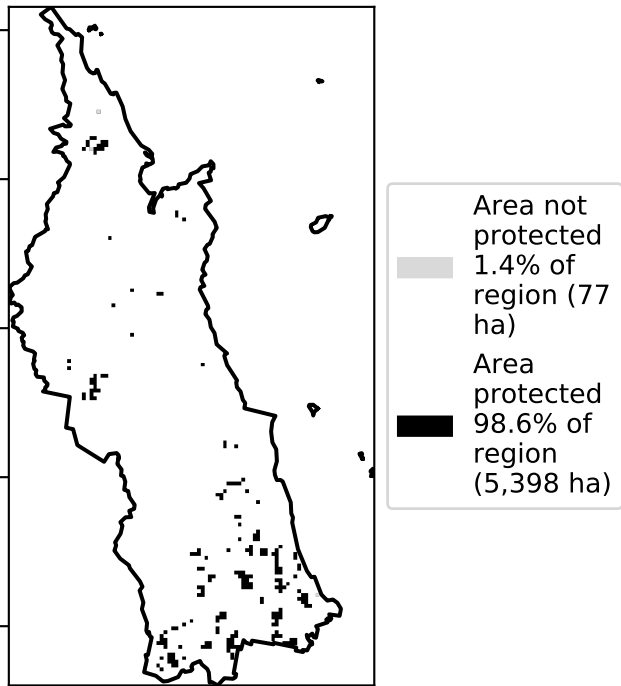 Area not
protected
1.4% of
region (77
ha)
Area
protected
98.6% of
region
(5,398 ha)